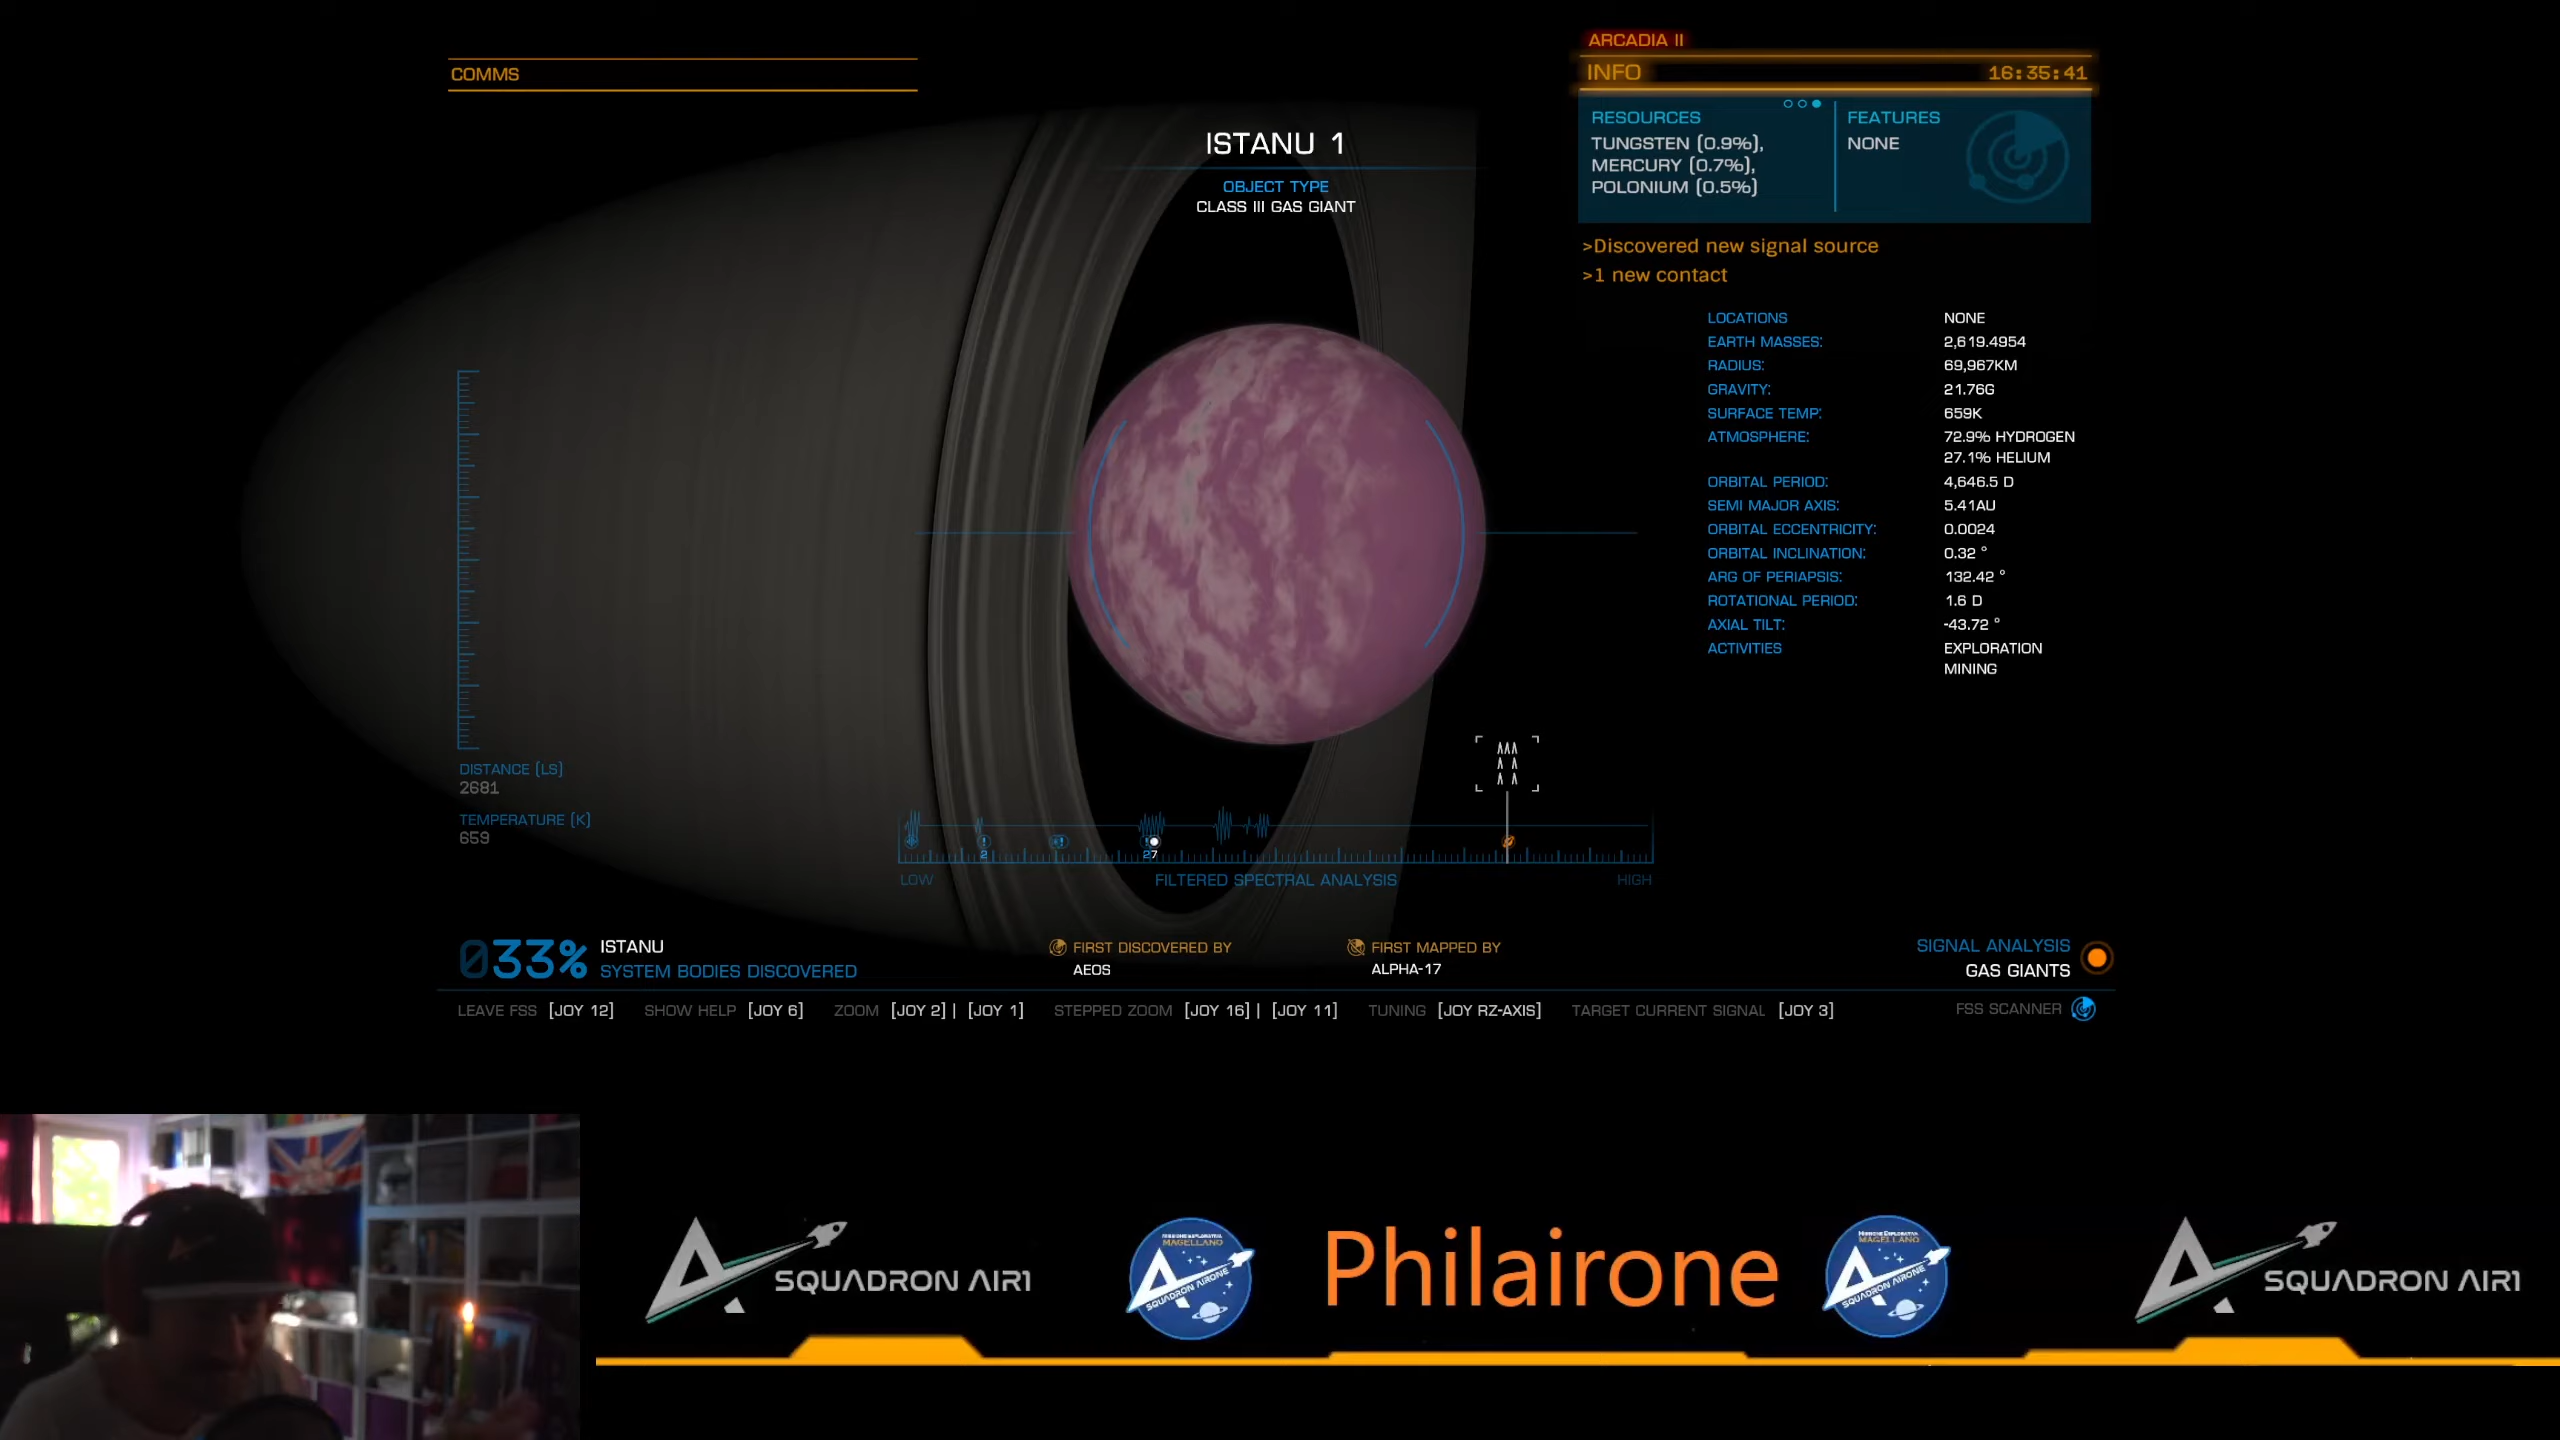 COMMS
ARCADIA II
INFO 16:35:41
RESOURCES
TUNGSTEN (0.9%),
MERCURY (0.7%),
POLONIUM (0.5%)
FEATURES
NONE
>Discovered new signal source
>1 new contact
ISTANU 1
OBJECT TYPE
CLASS III GAS GIANT
LOCATIONS NONE
EARTH MASSES: 2,619.4954
RADIUS: 69,967KM
GRAVITY: 21.76G
SURFACE TEMP: 659K
ATMOSPHERE: 72.9% HYDROGEN
27.1% HELIUM
ORBITAL PERIOD: 4,646.5 D
SEMI MAJOR AXIS: 5.41AU
ORBITAL ECCENTRICITY: 0.0024
ORBITAL INCLINATION: 0.32 °
ARG OF PERIAPSIS: 132.42 °
ROTATIONAL PERIOD: 1.6 D
AXIAL TILT: -43.72 °
ACTIVITIES EXPLORATION
MINING
DISTANCE (LS)
2681
TEMPERATURE (K)
659
2 27
LOW FILTERED SPECTRAL ANALYSIS HIGH
033% ISTANU
SYSTEM BODIES DISCOVERED
FIRST DISCOVERED BY
AEOS
FIRST MAPPED BY
ALPHA-17
SIGNAL ANALYSIS
GAS GIANTS
LEAVE FSS [JOY 12] SHOW HELP [JOY 6] ZOOM [JOY 2] | [JOY 1] STEPPED ZOOM [JOY 16] | [JOY 11] TUNING [JOY RZ-AXIS] TARGET CURRENT SIGNAL [JOY 3] FSS SCANNER
SQUADRON AIR1
MISSIONE ESPLORATIVA
MAGELLANO
SQUADRON AIRONE
Philairone
MISSIONE ESPLORATIVA
MAGELLANO
SQUADRON AIRONE
SQUADRON AIR1